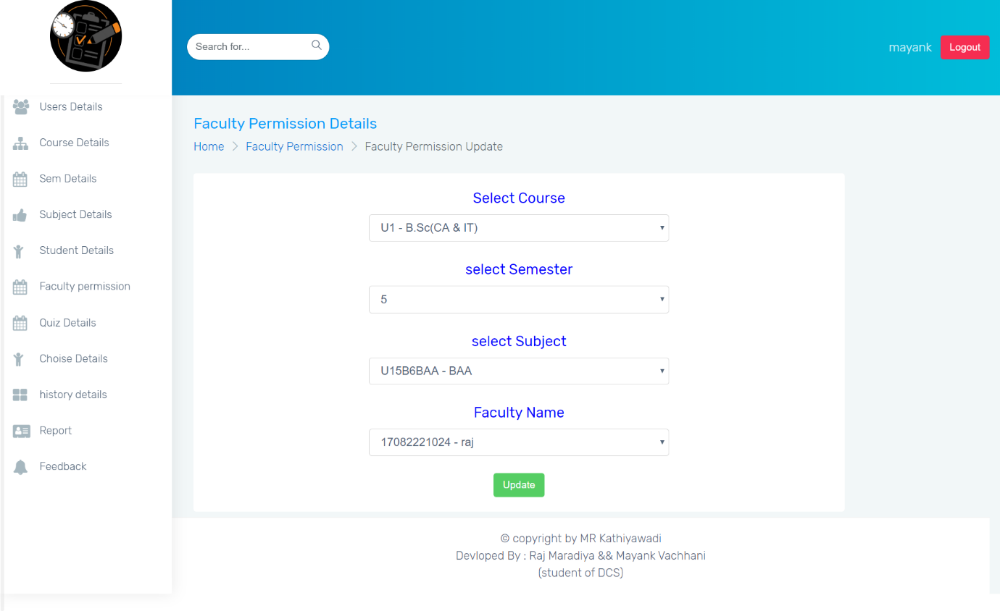 Search for...
mayank
Logout
Users Details
Course Details
Sem Details
Subject Details
Student Details
Faculty permission
Quiz Details
Choise Details
history details
Report
Feedback
Faculty Permission Details
Home > Faculty Permission > Faculty Permission Update
Select Course
U1 - B.Sc(CA & IT)
select Semester
5
select Subject
U15B6BAA - BAA
Faculty Name
17082221024 - raj
Update
© copyright by MR Kathiyawadi
Devloped By : Raj Maradiya && Mayank Vachhani
(student of DCS)